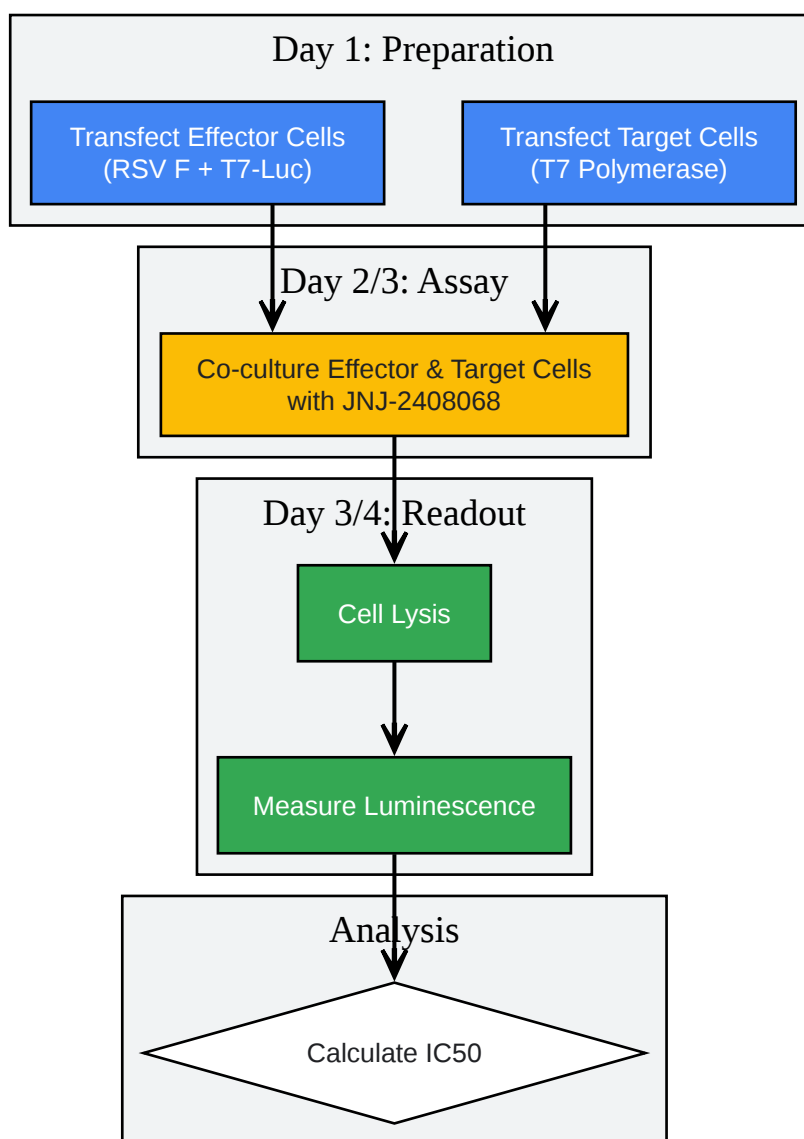 Day 1: Preparation
Transfect Effector Cells
(RSV F + T7-Luc)
Transfect Target Cells
(T7 Polymerase)
Day 2/3: Assay
Co-culture Effector & Target Cells
with JNJ-2408068
Day 3/4: Readout
Cell Lysis
Measure Luminescence
Analysis
Calculate IC50